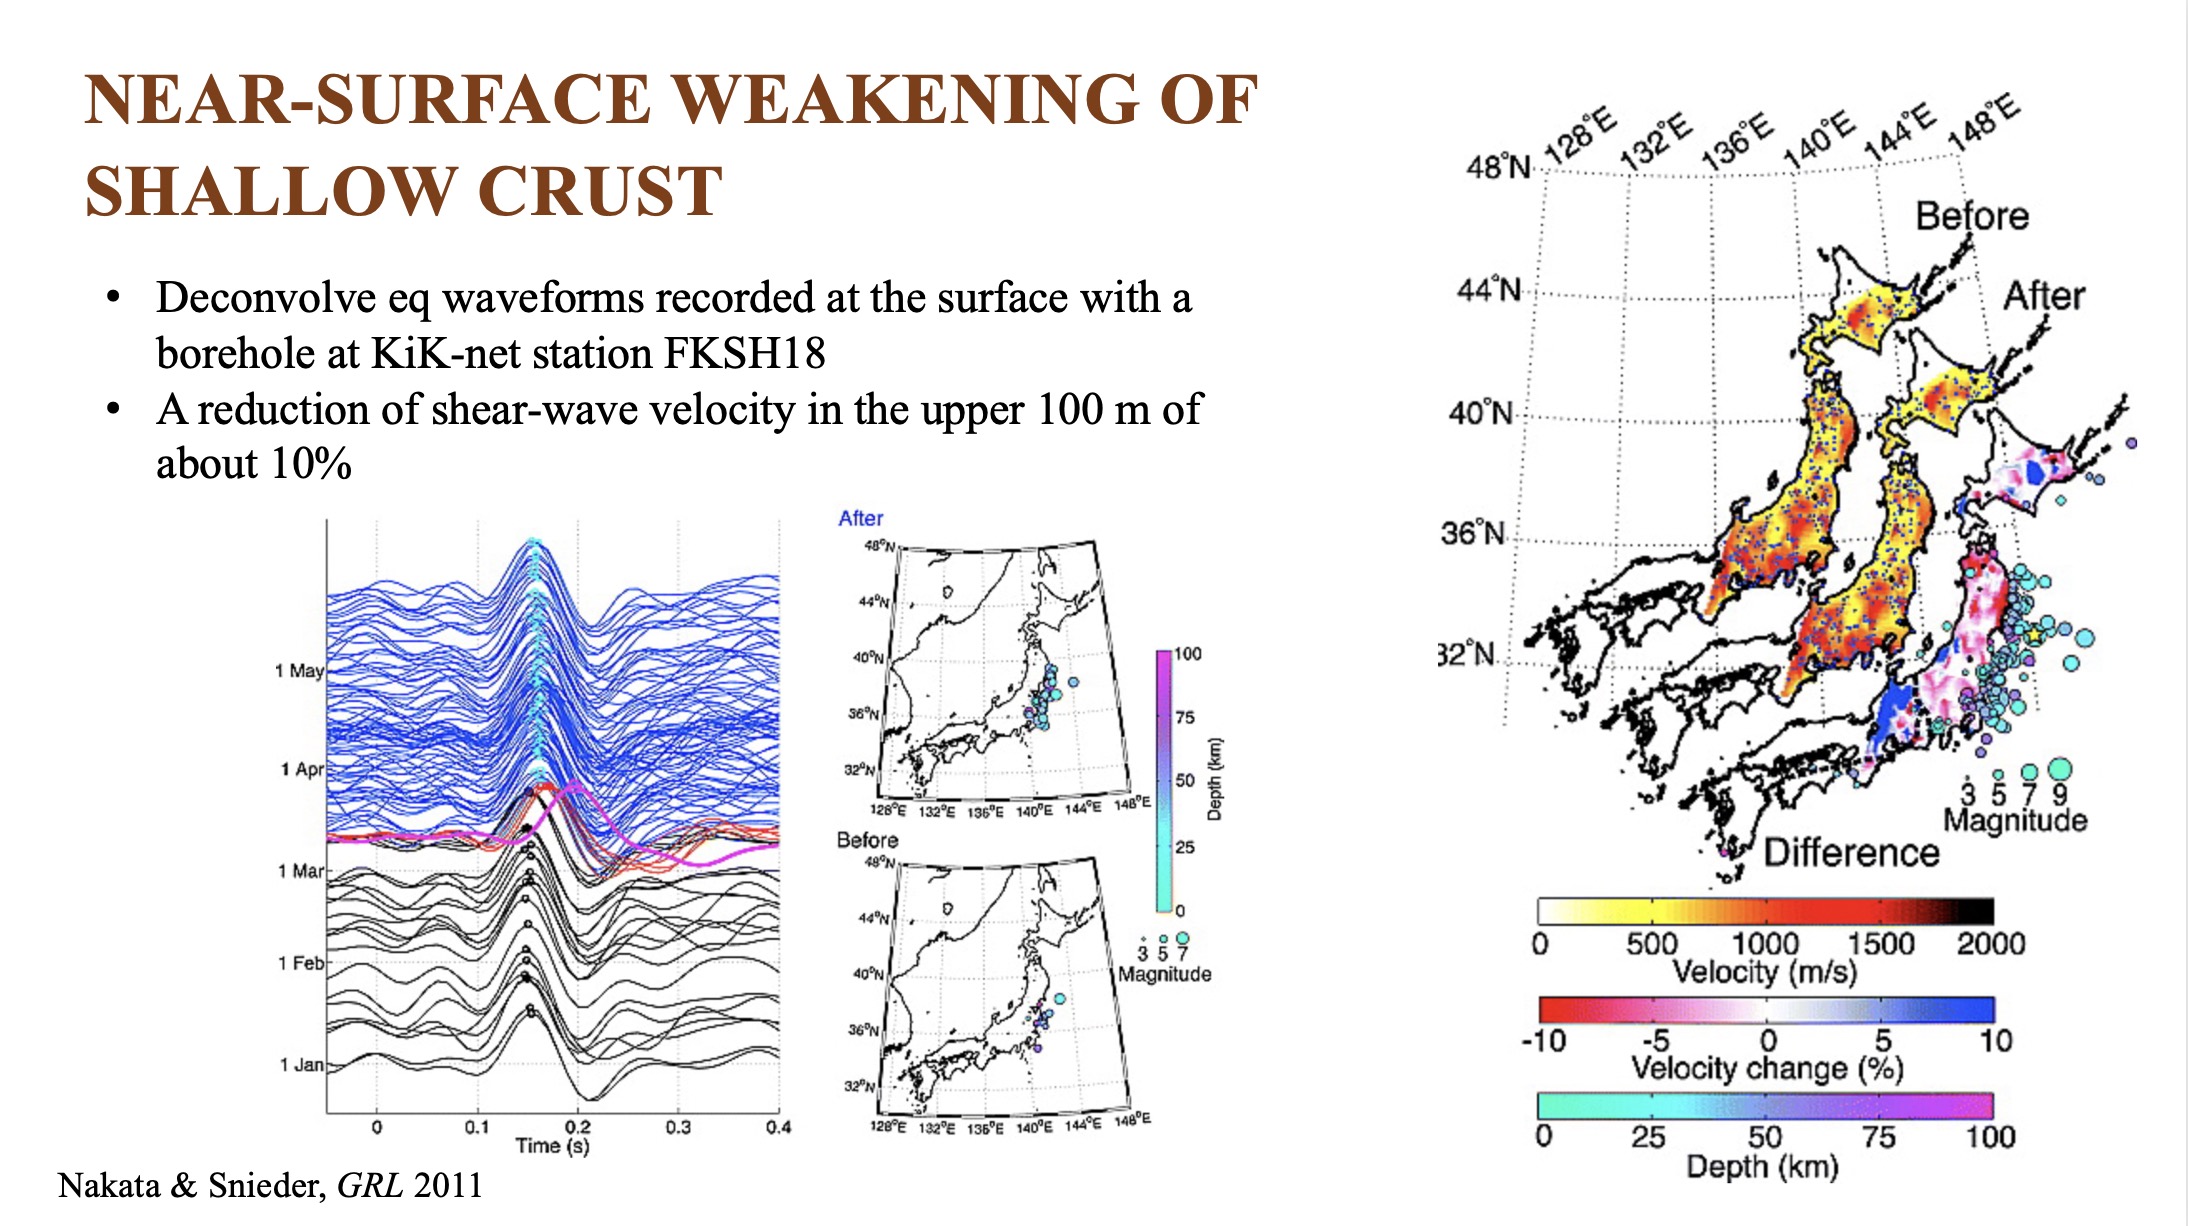 NEAR-SURFACE WEAKENING OF
SHALLOW CRUST
• Deconvolve eq waveforms recorded at the surface with a
borehole at KiK-net station FKSH18
• A reduction of shear-wave velocity in the upper 100 m of
about 10%
1 May
1 Apr
1 Mar
1 Feb
1 Jan
0 0.1 0.2 0.3 0.4
Time (s)
After
48°N
44°N
40°N
36°N
32°N
128°E 132°E 136°E 140°E 144°E 148°E
Before
48°N
44°N
40°N
36°N
32°N
128°E 132°E 136°E 140°E 144°E 148°E
100
75
50
25
0
Depth (km)
3 5 7
Magnitude
128°E 132°E 136°E 140°E 144°E 148°E
48°N
44°N
40°N
36°N
32°N
Before
After
Difference
3 5 7 9
Magnitude
0 500 1000 1500 2000
Velocity (m/s)
-10 -5 0 5 10
Velocity change (%)
0 25 50 75 100
Depth (km)
Nakata & Snieder, GRL 2011